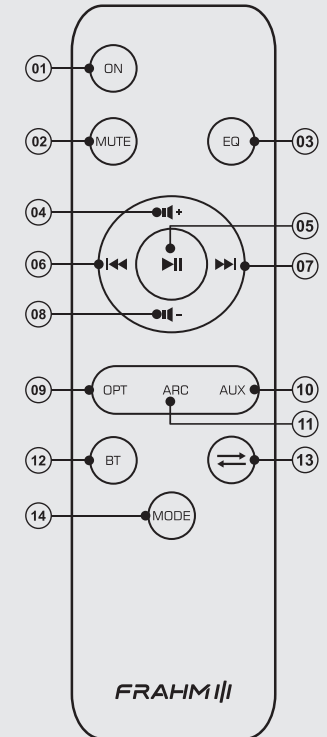 01 ON
02 MUTE EQ 03
04 +
05
06 07
08 -
09 OPT ARC AUX 10
11
12 BT 13
14 MODE
FRAHM